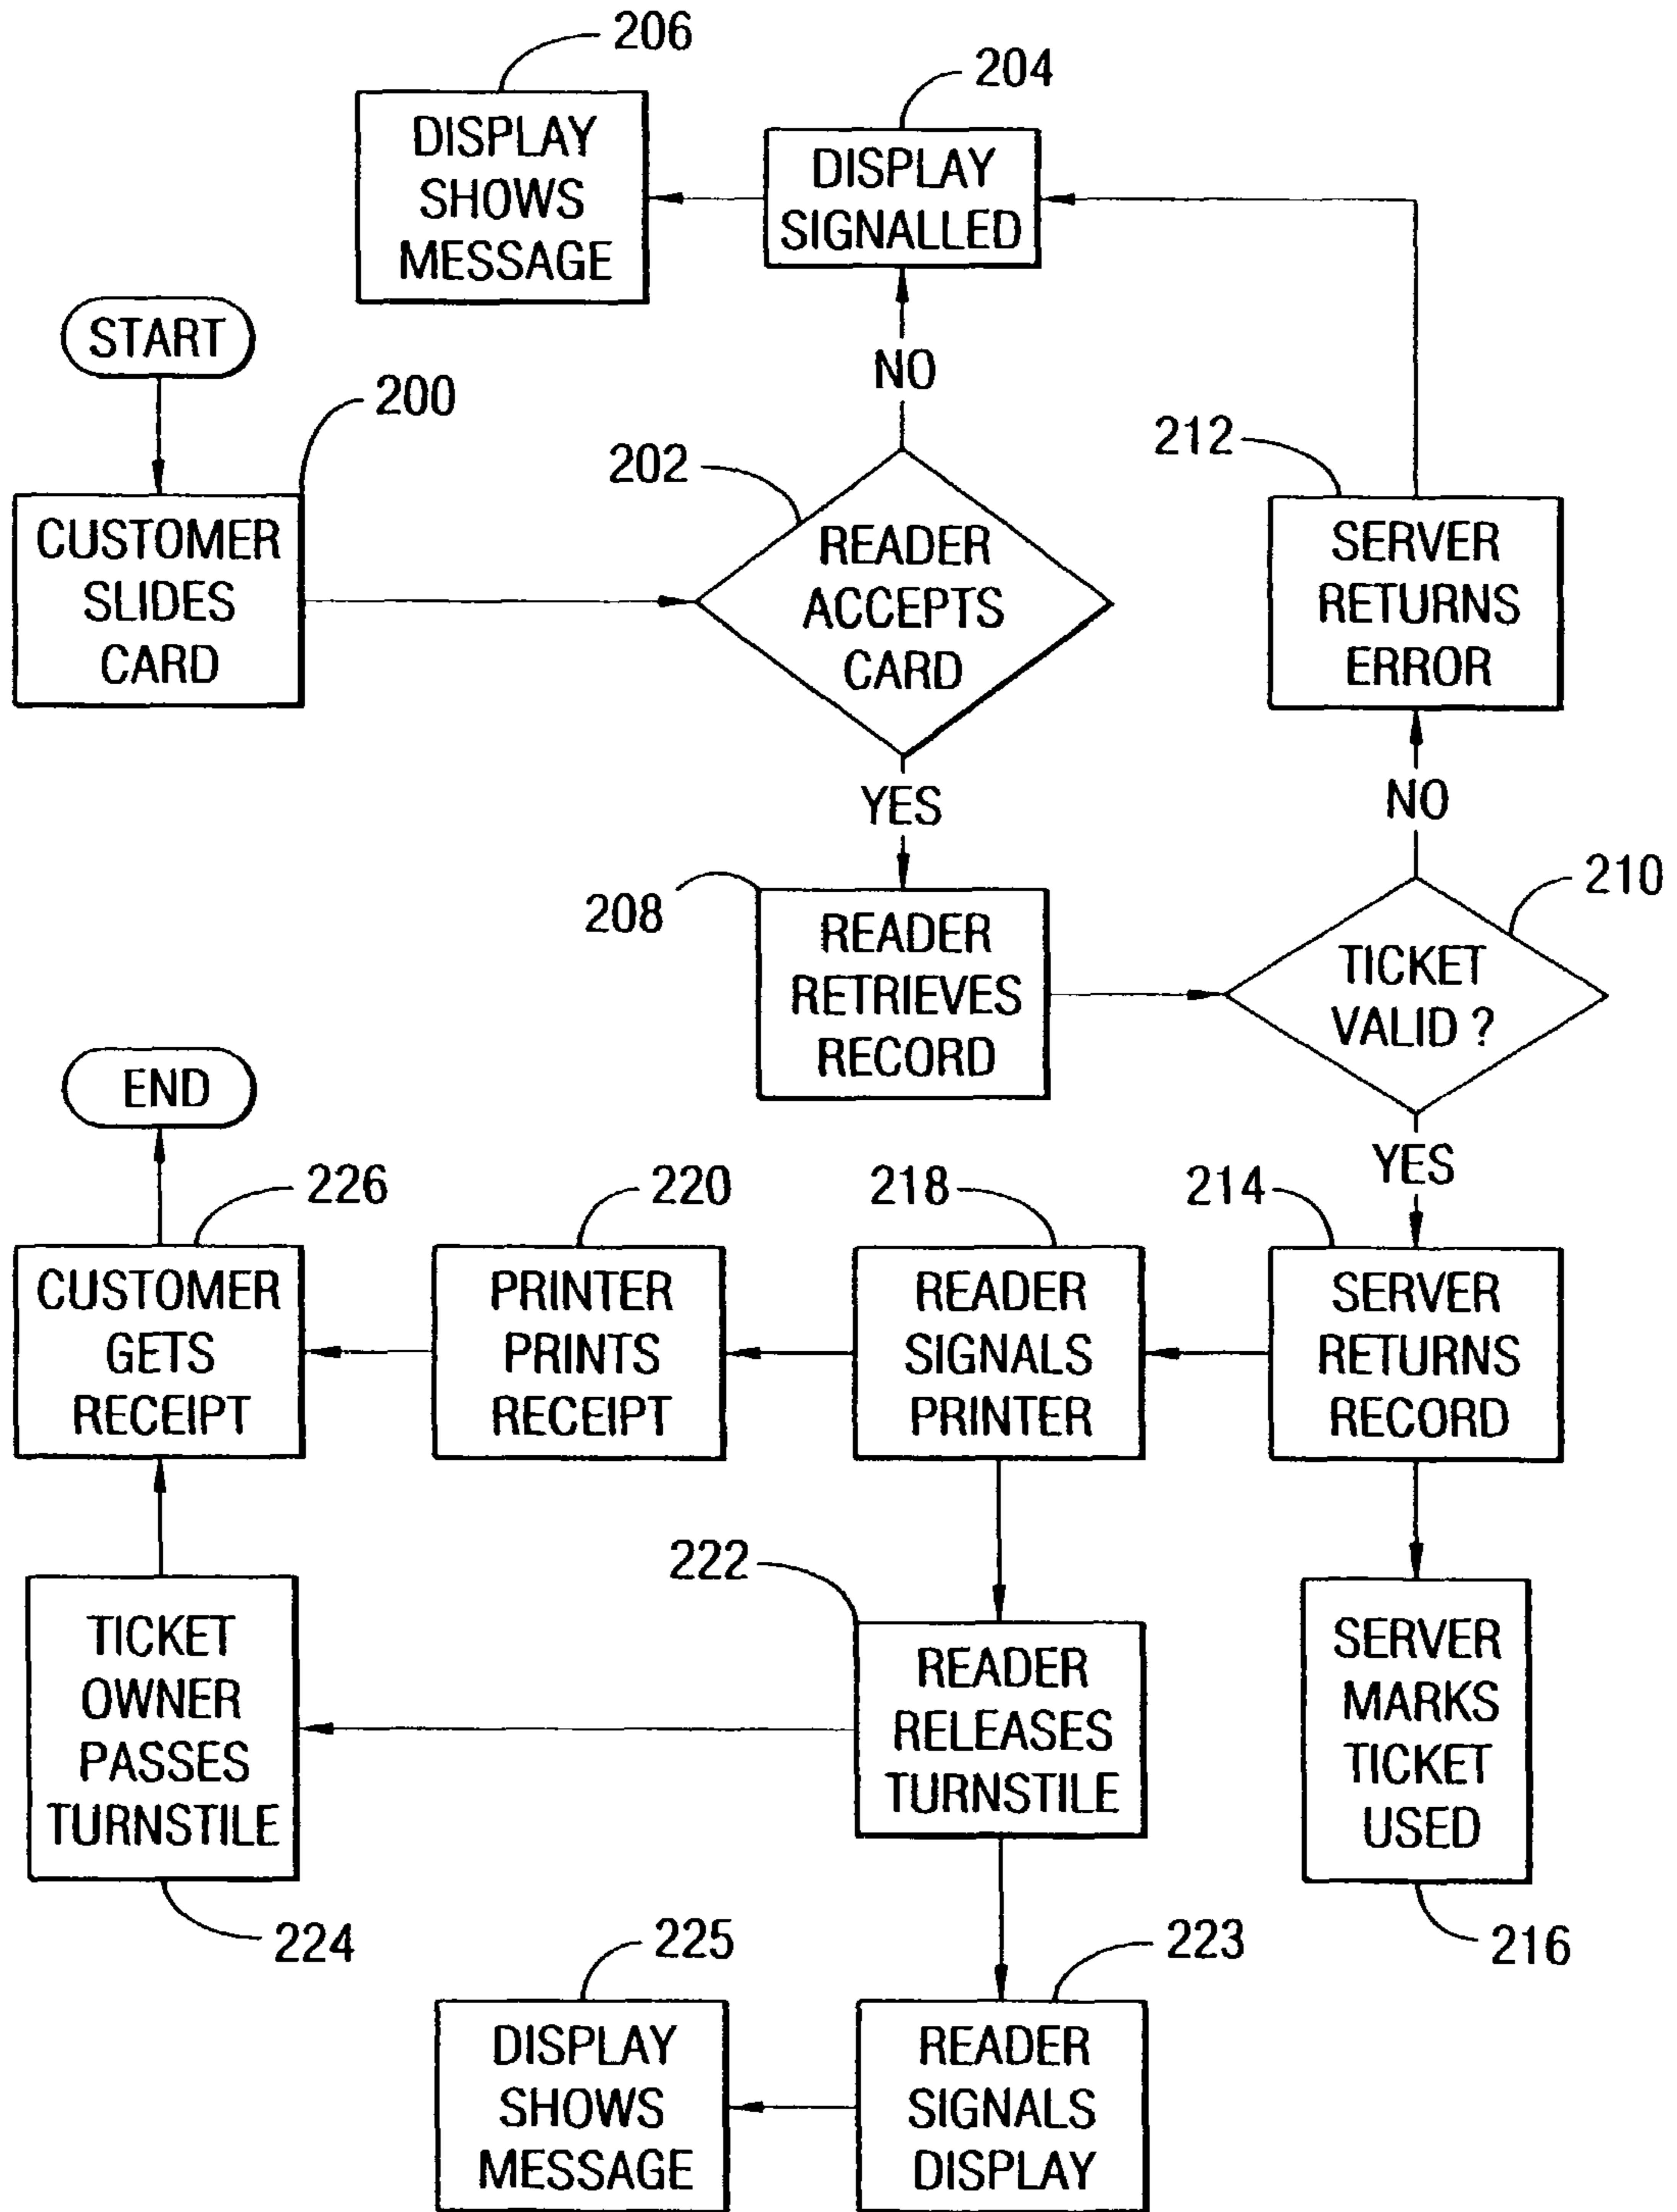 206
204
DISPLAY
SHOWS
MESSAGE
DISPLAY
SIGNALLED
START
200
NO
212
202
CUSTOMER
SLIDES
CARD
READER
ACCEPTS
CARD
SERVER
RETURNS
ERROR
YES
NO
208
210
READER
RETRIEVES
RECORD
TICKET
VALID ?
END
YES
226
220
218
214
CUSTOMER
GETS
RECEIPT
PRINTER
PRINTS
RECEIPT
READER
SIGNALS
PRINTER
SERVER
RETURNS
RECORD
222
TICKET
OWNER
PASSES
TURNSTILE
READER
RELEASES
TURNSTILE
SERVER
MARKS
TICKET
USED
224
225
223
216
DISPLAY
SHOWS
MESSAGE
READER
SIGNALS
DISPLAY